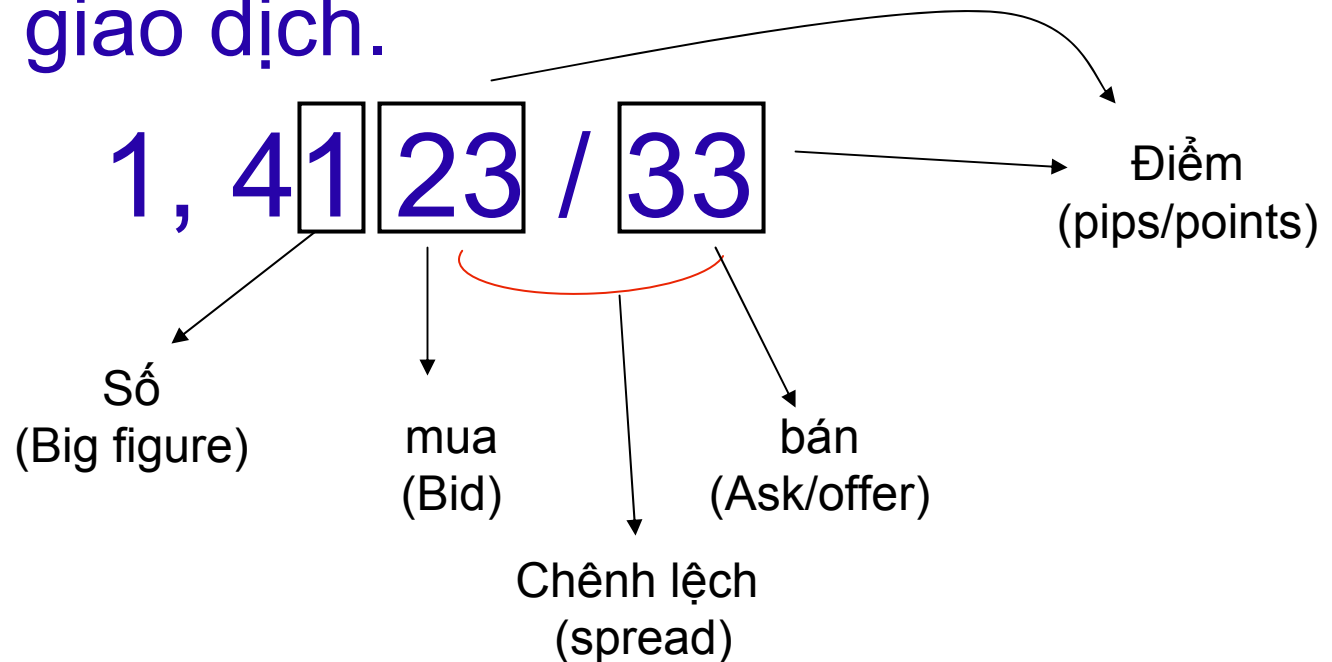 giao dịch.
1, 41 23 / 33
Điểm
(pips/points)
Số
(Big figure)
mua
(Bid)
bán
(Ask/offer)
Chênh lệch
(spread)